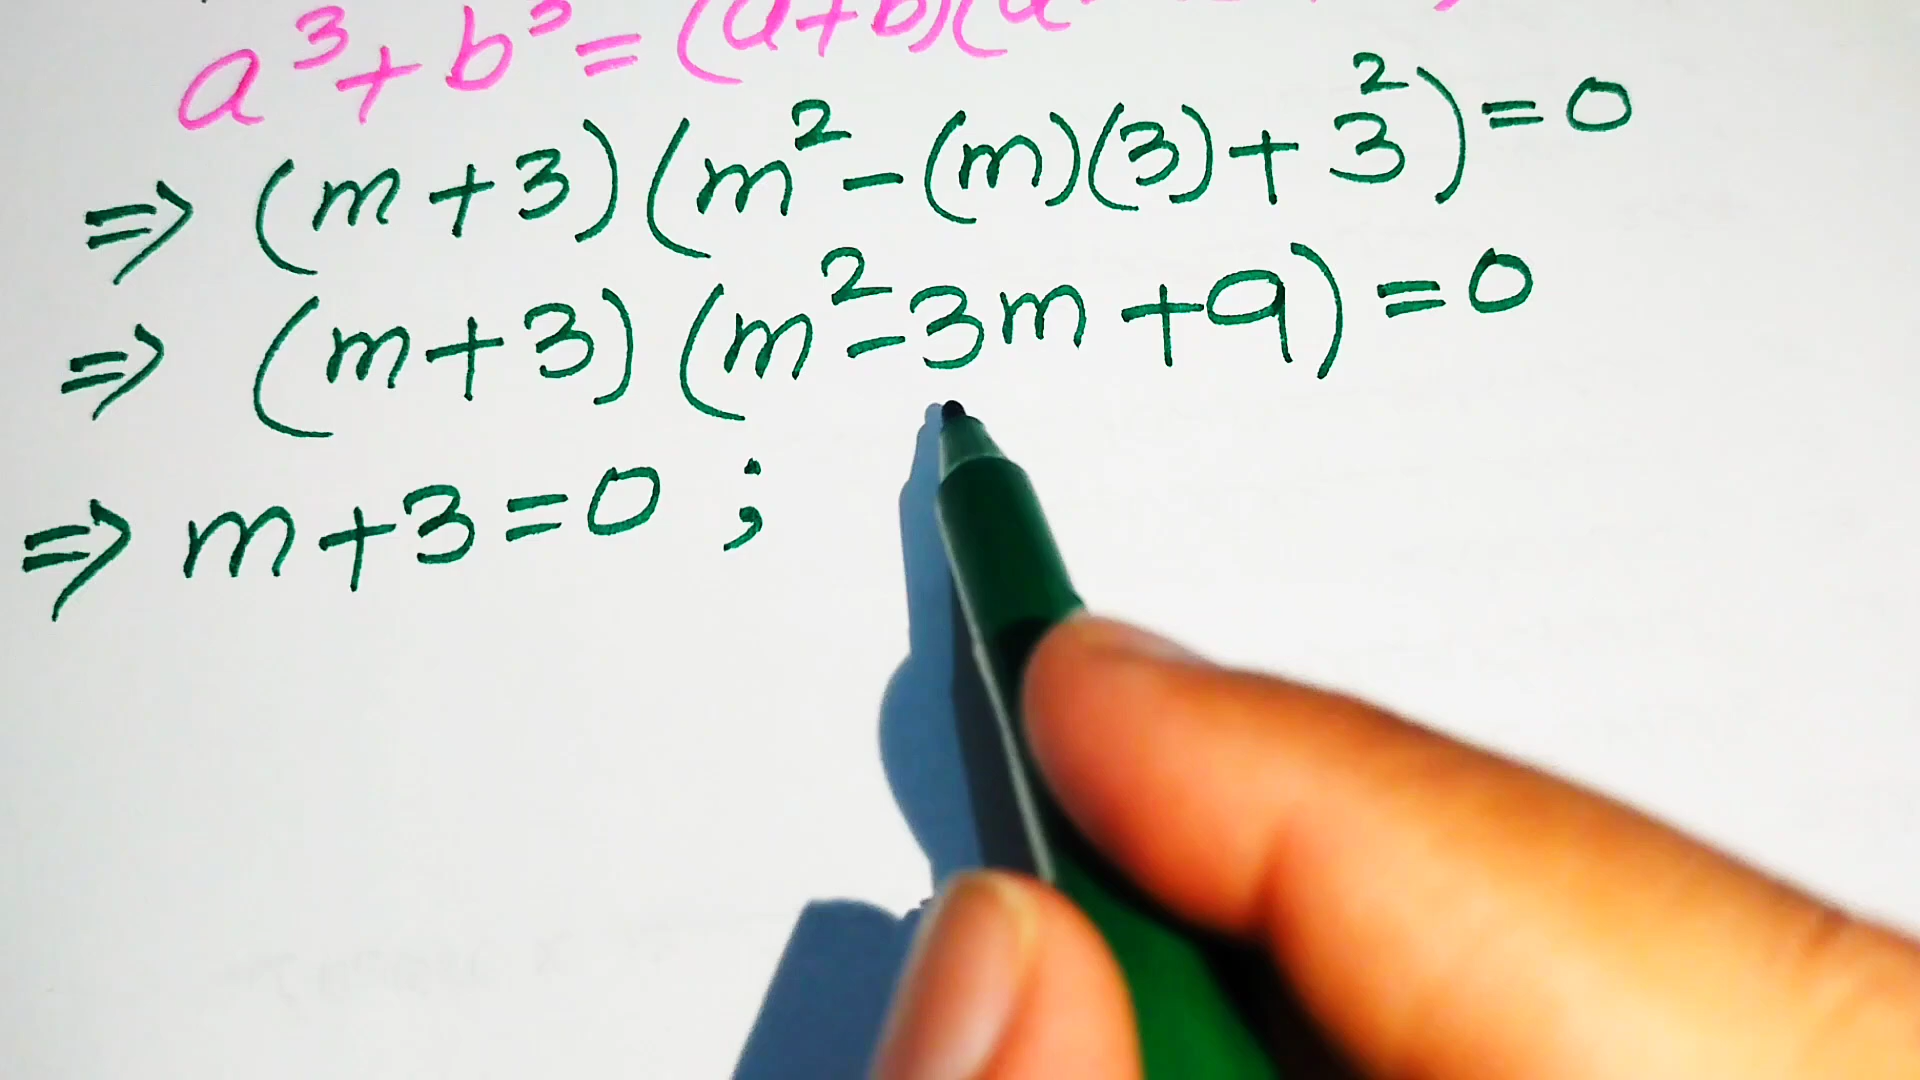 a³+b³=(a+b)(a
⇒ (m+3)(m²-(m)(3)+3²)=0
⇒ (m+3)(m²-3m+9)=0
⇒ m+3=0 ;